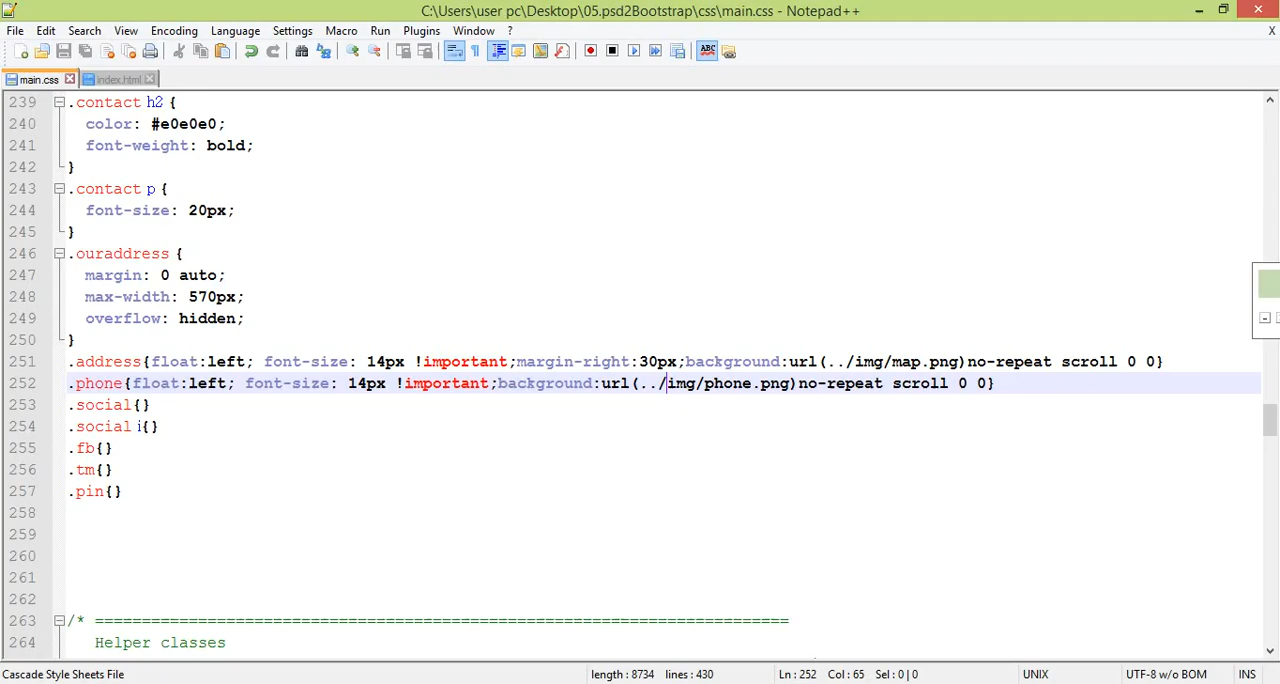 C:\Users\user pc\Desktop\05.psd2Bootstrap\css\main.css - Notepad++
File Edit Search View Encoding Language Settings Macro Run Plugins Window ? X
main.css index.html
239 .contact h2 {
240 color: #e0e0e0;
241 font-weight: bold;
242 }
243 .contact p {
244 font-size: 20px;
245 }
246 .ouraddress {
247 margin: 0 auto;
248 max-width: 570px;
249 overflow: hidden;
250 }
251 .address{float:left; font-size: 14px !important;margin-right:30px;background:url(../img/map.png)no-repeat scroll 0 0}
252 .phone{float:left; font-size: 14px !important;background:url(../img/phone.png)no-repeat scroll 0 0}
253 .social{}
254 .social i{}
255 .fb{}
256 .tm{}
257 .pin{}
258
259
260
261
262
263 /* ==========================================================================
264 Helper classes
Cascade Style Sheets File length : 8734 lines : 430 Ln : 252 Col : 65 Sel : 0 | 0 UNIX UTF-8 w/o BOM INS